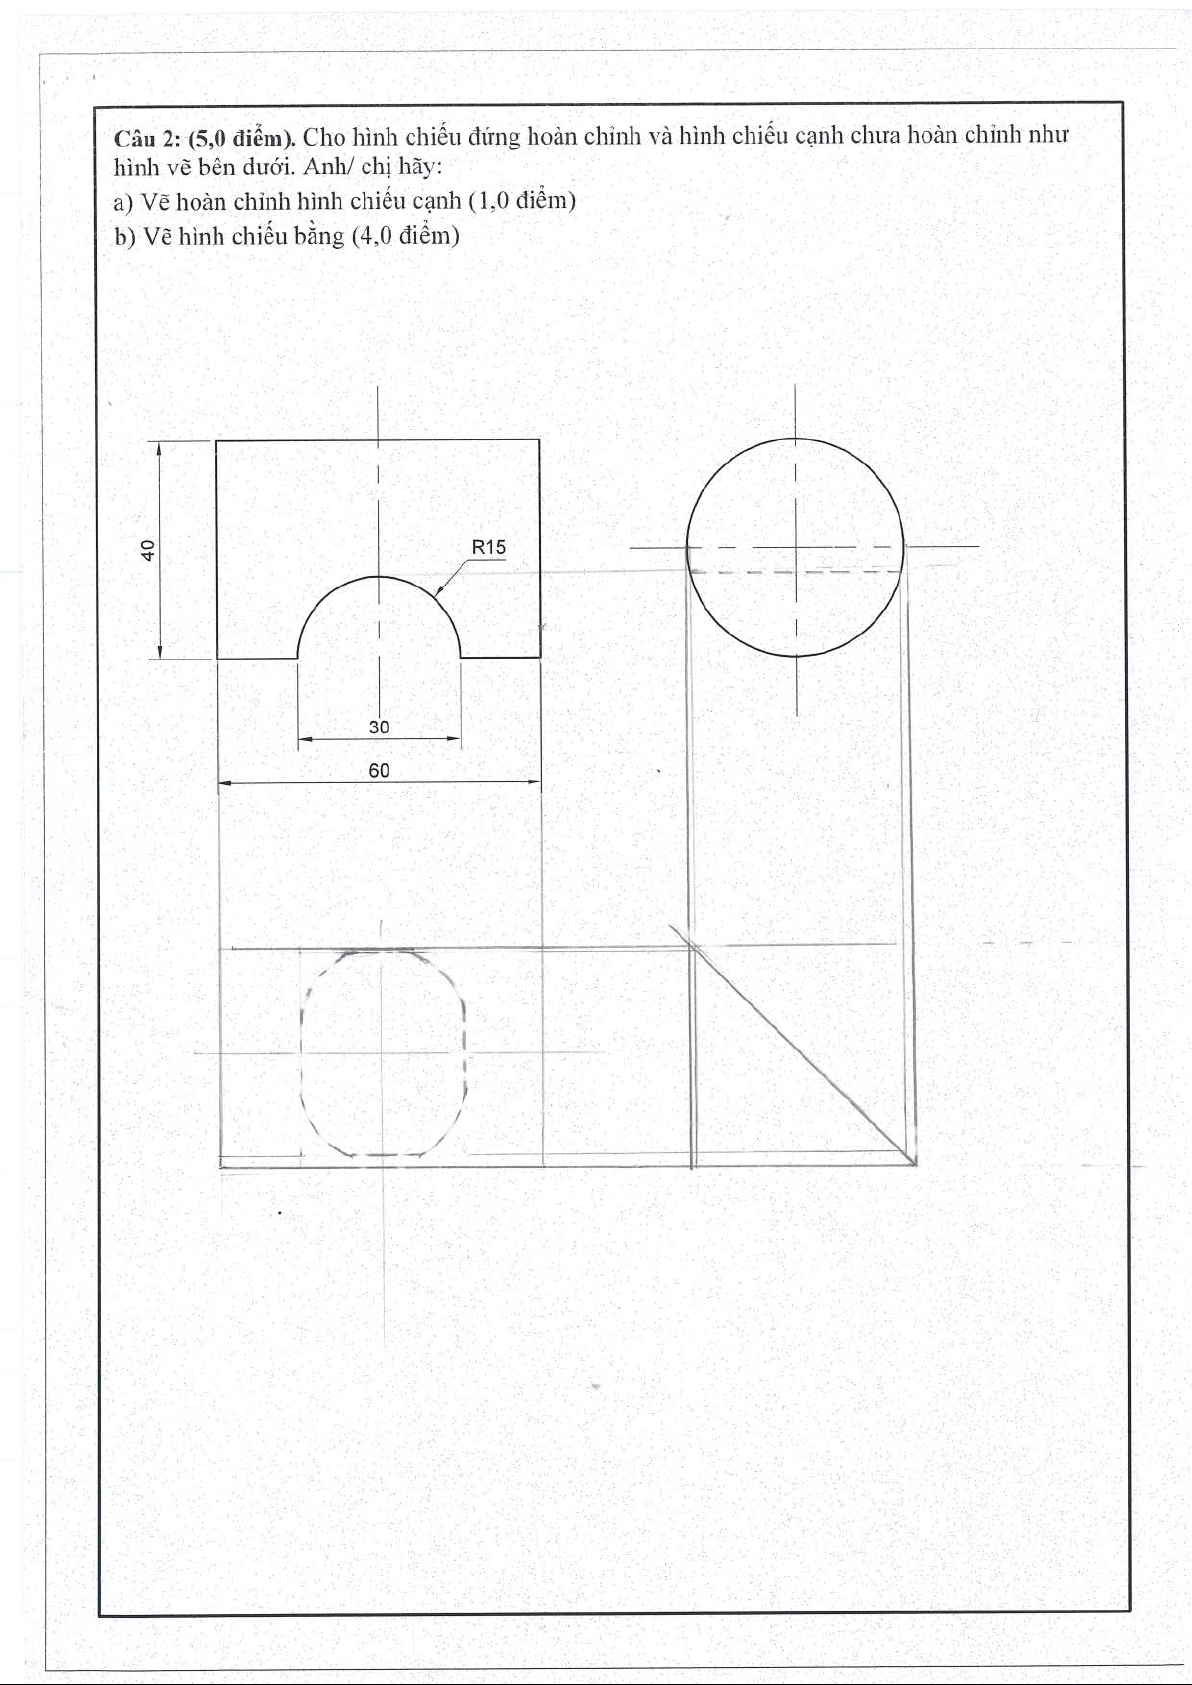 Câu 2: (5,0 điểm). Cho hình chiếu đứng hoàn chỉnh và hình chiếu cạnh chưa hoàn chỉnh như
hình vẽ bên dưới. Anh/ chị hãy:
a) Vẽ hoàn chỉnh hình chiếu cạnh (1,0 điểm)
b) Vẽ hình chiếu bằng (4,0 điểm)
40
R15
30
60